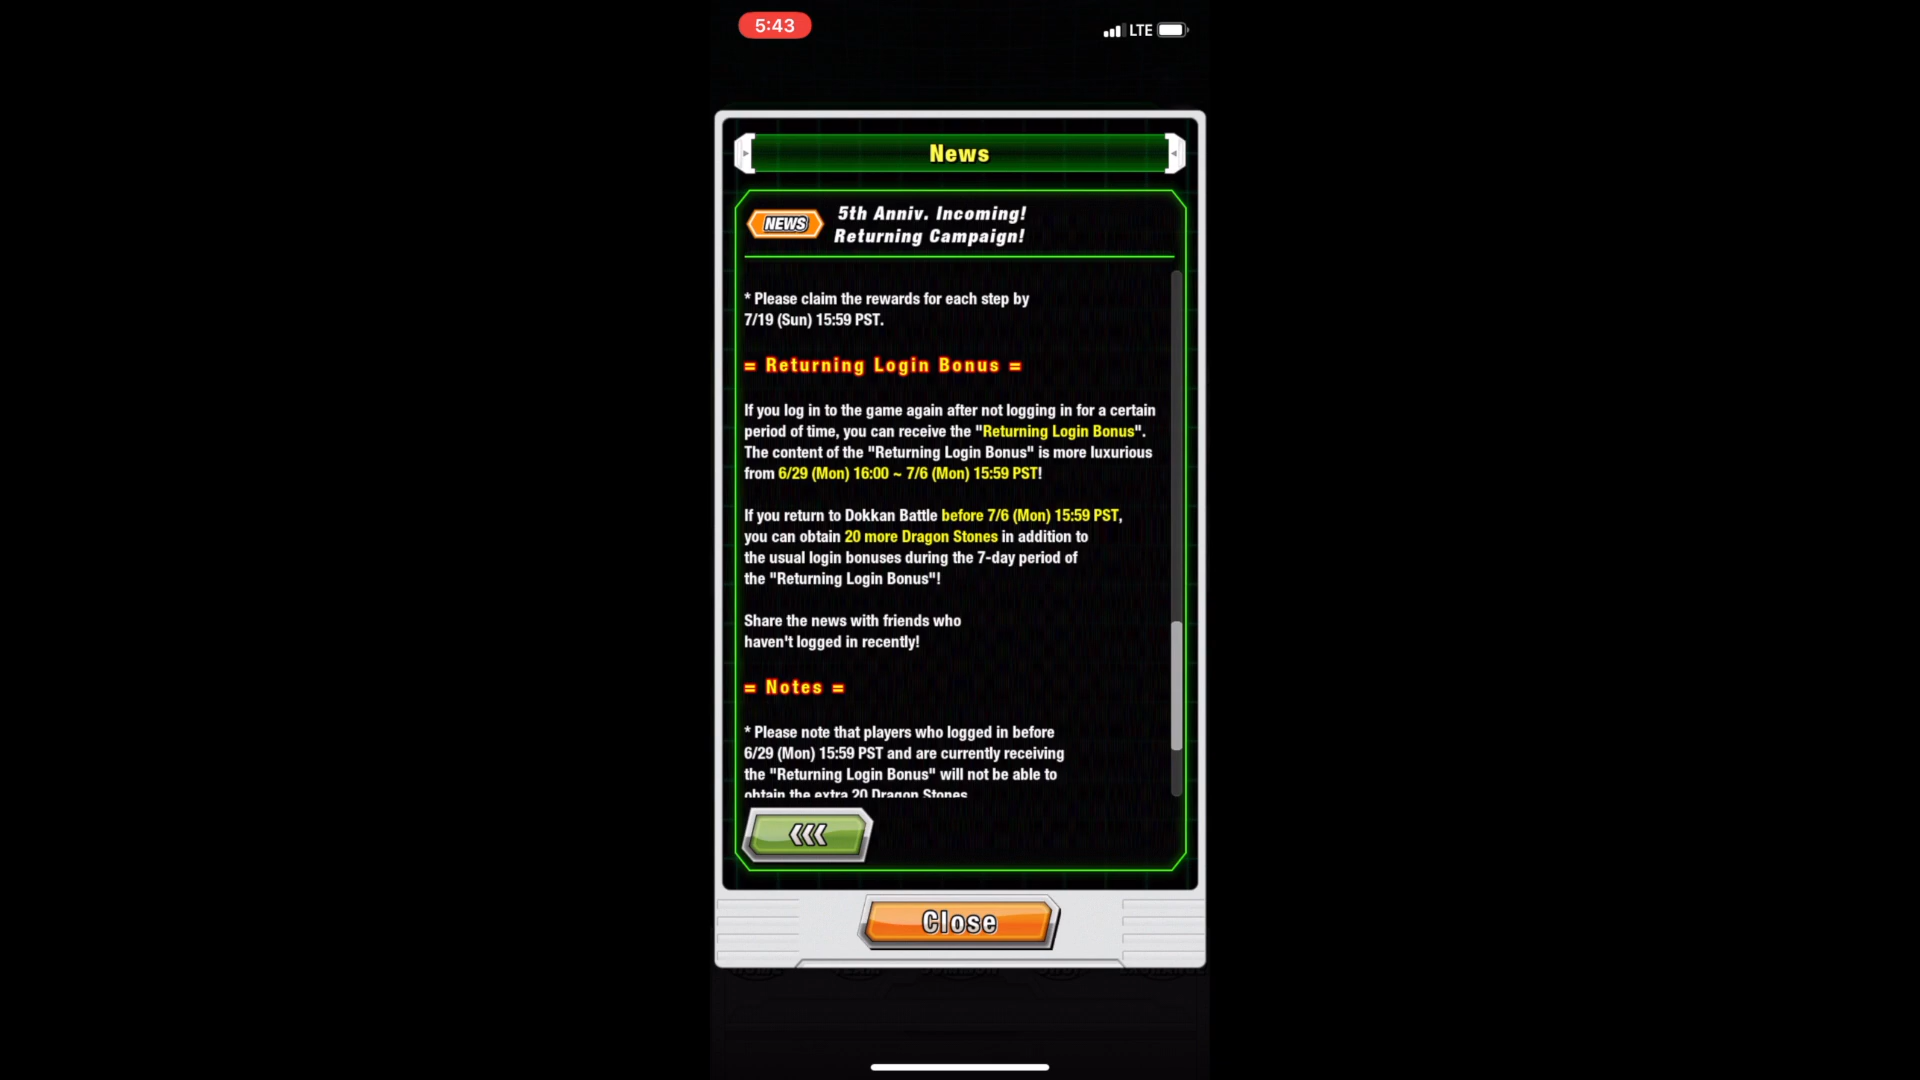 5:43
LTE
News
NEWS
5th Anniv. Incoming!
Returning Campaign!
* Please claim the rewards for each step by
7/19 (Sun) 15:59 PST.
= Returning Login Bonus =
If you log in to the game again after not logging in for a certain
period of time, you can receive the "Returning Login Bonus".
The content of the "Returning Login Bonus" is more luxurious
from 6/29 (Mon) 16:00 ~ 7/6 (Mon) 15:59 PST!
If you return to Dokkan Battle before 7/6 (Mon) 15:59 PST,
you can obtain 20 more Dragon Stones in addition to
the usual login bonuses during the 7-day period of
the "Returning Login Bonus"!
Share the news with friends who
haven't logged in recently!
= Notes =
* Please note that players who logged in before
6/29 (Mon) 15:59 PST and are currently receiving
the "Returning Login Bonus" will not be able to
obtain the extra 20 Dragon Stones
Close